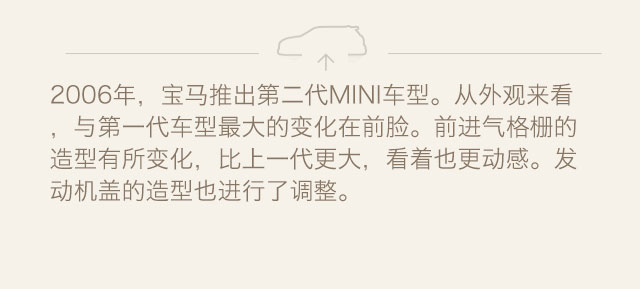 2006年，宝马推出第二代MINI车型。从外观来看
，与第一代车型最大的变化在前脸。前进气格栅的
造型有所变化，比上一代更大，看着也更动感。发
动机盖的造型也进行了调整。